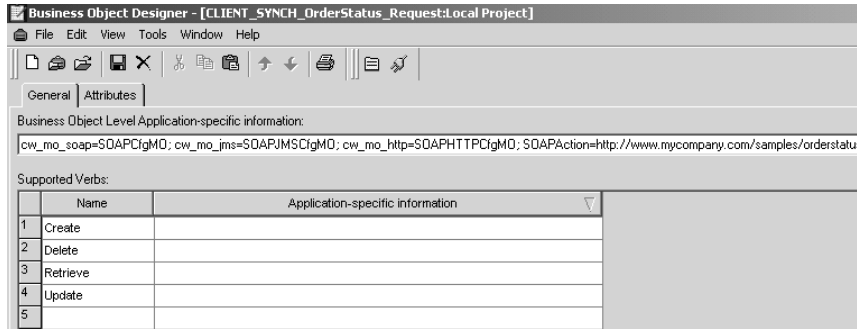 Business Object Designer - [CLIENT_SYNCH_OrderStatus_Request:Local Project]
File Edit View Tools Window Help
General Attributes
Business Object Level Application-specific information:
cw_mo_soap=SOAPCfgMO; cw_mo_jms=SOAPJMSCfgMO; cw_mo_http=SOAPHTTPCfgMO; SOAPAction=http://www.mycompany.com/samples/orderstatu
Supported Verbs:
Name Application-specific information
1 Create
2 Delete
3 Retrieve
4 Update
5